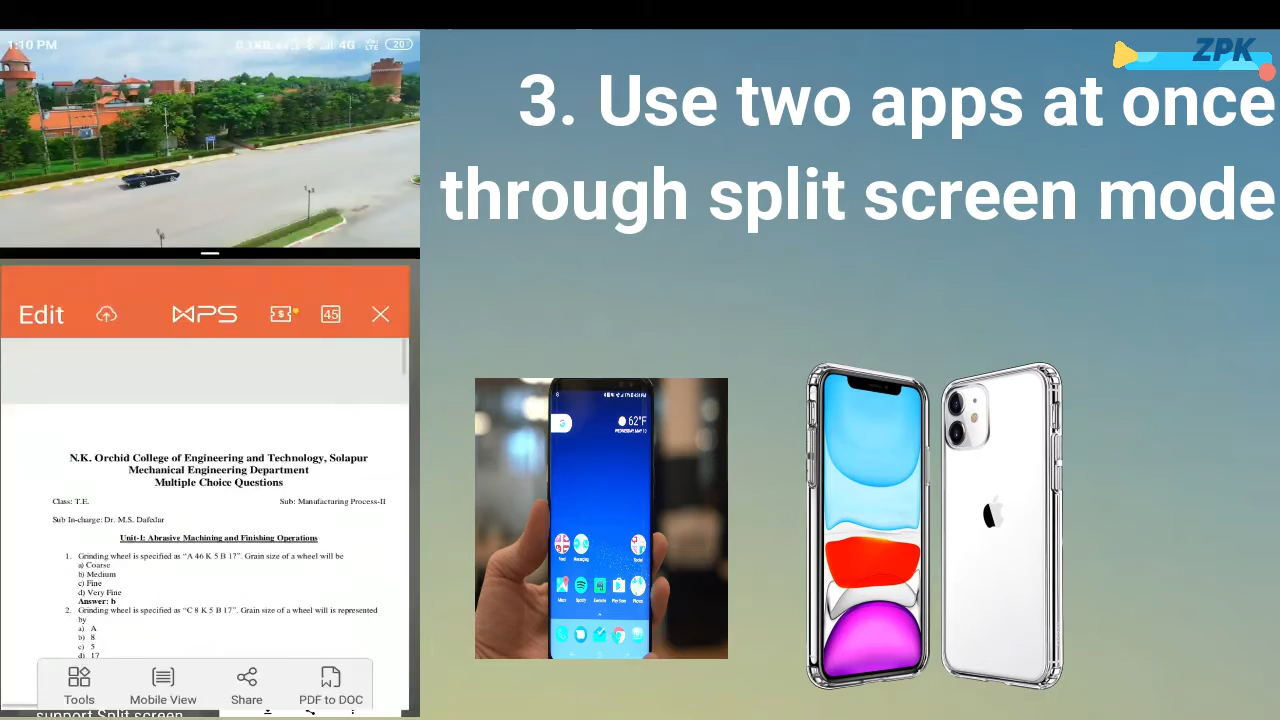 1:10 PM
4G
20
ZPK
3. Use two apps at once
through split screen mode
Edit
WPS
$
45
62°F
N.K. Orchid College of Engineering and Technology, Solapur
Mechanical Engineering Department
Multiple Choice Questions
Class: T.E.
Sub: Manufacturing Process-II
Sub In-charge: Dr. M.S. Dafedar
Unit-I: Abrasive Machining and Finishing Operations
1. Grinding wheel is specified as “A 46 K 5 B 17”. Grain size of a wheel will be
a) Coarse
b) Medium
c) Fine
d) Very Fine
Answer: b
2. Grinding wheel is specified as “C 8 K 5 B 17”. Grain size of a wheel will is represented
by
a) A
b) 8
c) 5
d) 17
Tools
Mobile View
Share
PDF to DOC
support Split screen